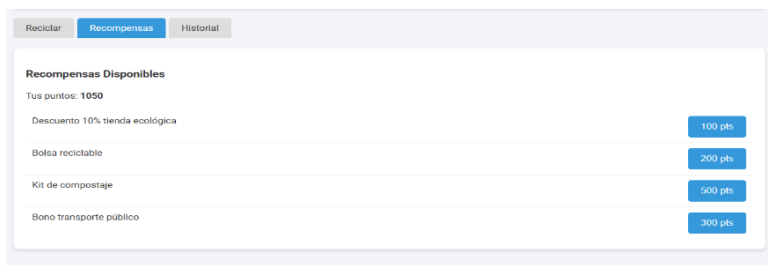 Reciclar Recompensas Historial
Recompensas Disponibles
Tus puntos: 1050
Descuento 10% tienda ecológica 100 pts
Bolsa reciclable 200 pts
Kit de compostaje 500 pts
Bono transporte público 300 pts